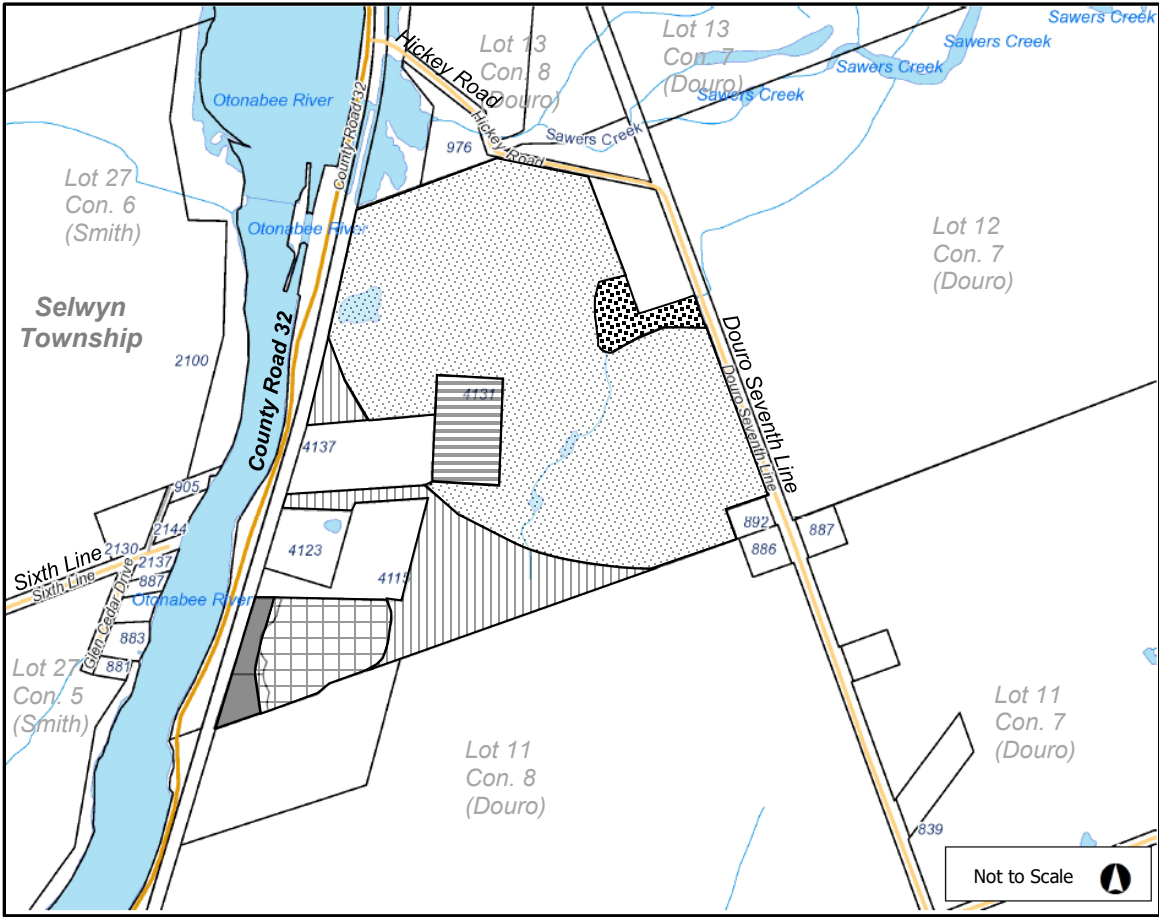 Sawers Creek
Sawers Creek
Sawers Creek
Sawers Creek
Lot 13
Con. 8
(Douro)
Lot 13
Con. 7
(Douro)
Hickey Road
Hickey Road
Hickey Road
Sawers Creek
976
Otonabee River
County Road 32
Lot 27
Con. 6
(Smith)
Otonabee River
Lot 12
Con. 7
(Douro)
Selwyn
Township
2100
County Road 32
Douro Seventh Line
Douro Seventh Line
4131
4137
905
2144
2130
2137
887
Sixth Line
Sixth Line
Glen Cedar Drive
Otonabee River
883
881
4123
4115
892
886
887
Lot 27
Con. 5
(Smith)
Lot 11
Con. 8
(Douro)
Lot 11
Con. 7
(Douro)
839
Not to Scale